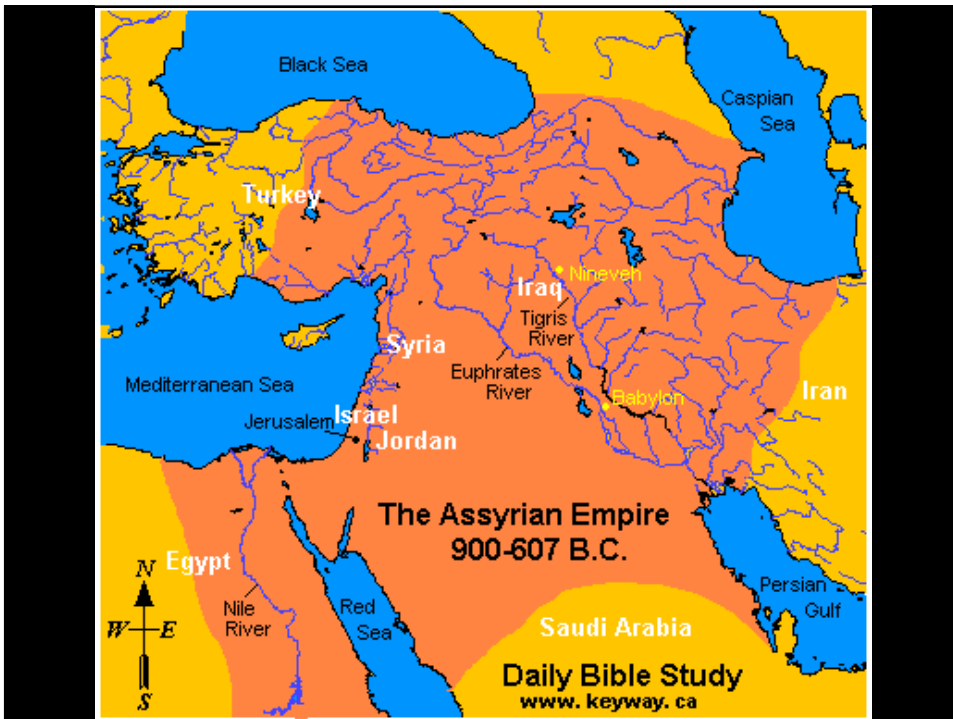 Black Sea
Caspian
Sea
Turkey
Nineveh
Iraq
Tigris
River
Syria
Euphrates
River
Mediterranean Sea
Iran
Babylon
Israel
Jerusalem
Jordan
The Assyrian Empire
900-607 B.C.
Egypt
N
W E
S
Nile
River
Red
Sea
Persian
Gulf
Saudi Arabia
Daily Bible Study
www.keyway.ca